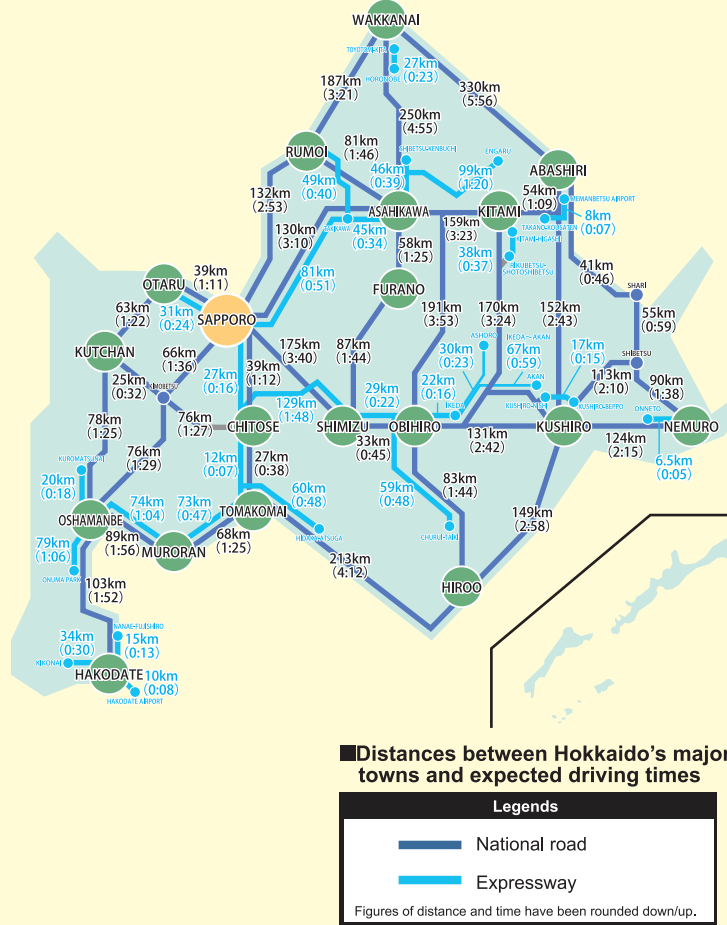 WAKKANAI
TOYOTOMI-KITA
27km
(0:23)
HORONOBE
187km
(3:21)
330km
(5:56)
250km
(4:55)
RUMOI
81km
(1:46)
SHIBETSU-KENBUCHI
ENGARU
46km
(0:39)
99km
(1:20)
ABASHIRI
49km
(0:40)
54km
(1:09)
MEMANBETSU AIRPORT
132km
(2:53)
ASAHIKAWA
KITAMI
8km
(0:07)
TAKIKAWA
TAKANO-KOUSATEN
130km
(3:10)
45km
(0:34)
159km
(3:23)
KITAMI-HIGASHI
58km
(1:25)
38km
(0:37)
RIKUBETSU-
SHOTOSHIBETSU
41km
(0:46)
39km
(1:11)
81km
(0:51)
OTARU
FURANO
SHARI
31km
(0:24)
SAPPORO
63km
(1:22)
191km
(3:53)
170km
(3:24)
152km
(2:43)
55km
(0:59)
KUTCHAN
66km
(1:36)
175km
(3:40)
87km
(1:44)
ASHORO
IKEDA～AKAN
17km
(0:15)
30km
(0:23)
67km
(0:59)
SHIBETSU
25km
(0:32)
KIMOBETSU
27km
(0:16)
39km
(1:12)
29km
(0:22)
22km
(0:16)
AKAN
113km
(2:10)
90km
(1:38)
129km
(1:48)
IKEDA
KUSHIRO-NISHI
KUSHIRO-BEPPO
ONNETO
78km
(1:25)
76km
(1:27)
CHITOSE
SHIMIZU
OBIHIRO
KUSHIRO
NEMURO
33km
(0:45)
131km
(2:42)
124km
(2:15)
KUROMATSUNAI
76km
(1:29)
12km
(0:07)
27km
(0:38)
6.5km
(0:05)
20km
(0:18)
74km
(1:04)
73km
(0:47)
60km
(0:48)
59km
(0:48)
83km
(1:44)
149km
(2:58)
OSHAMANBE
TOMAKOMAI
HIDAKA-ATSUGA
CHURUI-TAIKI
79km
(1:06)
89km
(1:56)
68km
(1:25)
MURORAN
213km
(4:12)
ONUMA PARK
103km
(1:52)
HIROO
NANAE-FUJISHIRO
34km
(0:30)
15km
(0:13)
KIKONAI
HAKODATE
10km
(0:08)
HAKODATE AIRPORT
■Distances between Hokkaido's major
towns and expected driving times
Legends
National road
Expressway
Figures of distance and time have been rounded down/up.